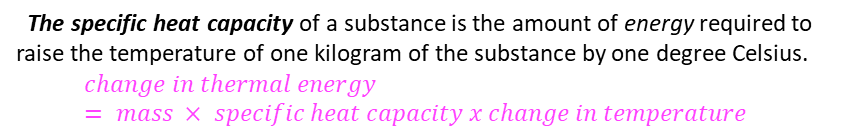 The specific heat capacity of a substance is the amount of energy required to
raise the temperature of one kilogram of the substance by one degree Celsius.
change in thermal energy
= mass × specific heat capacity x change in temperature